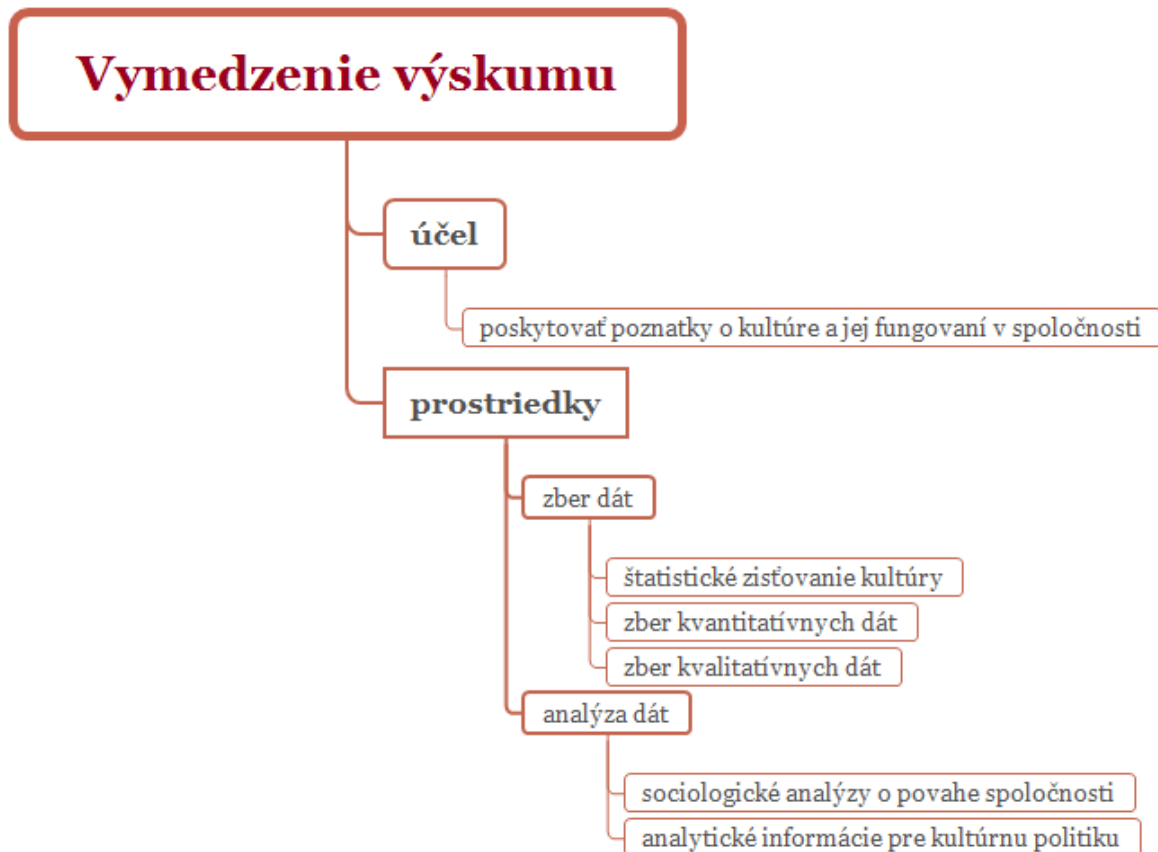 Vymedzenie výskumu
účel
poskytovať poznatky o kultúre a jej fungovaní v spoločnosti
prostriedky
zber dát
štatistické zisťovanie kultúry
zber kvantitatívnych dát
zber kvalitatívnych dát
analýza dát
sociologické analýzy o povahe spoločnosti
analytické informácie pre kultúrnu politiku